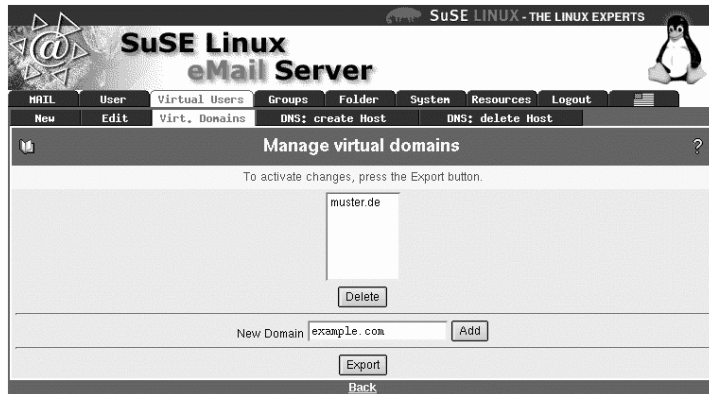 SuSE LINUX - THE LINUX EXPERTS
@
SuSE Linux
eMail Server
MAIL User Virtual Users Groups Folder System Resources Logout
New Edit Virt. Domains DNS: create Host DNS: delete Host
Manage virtual domains ?
To activate changes, press the Export button.
muster.de
Delete
New Domain example.com Add
Export
Back